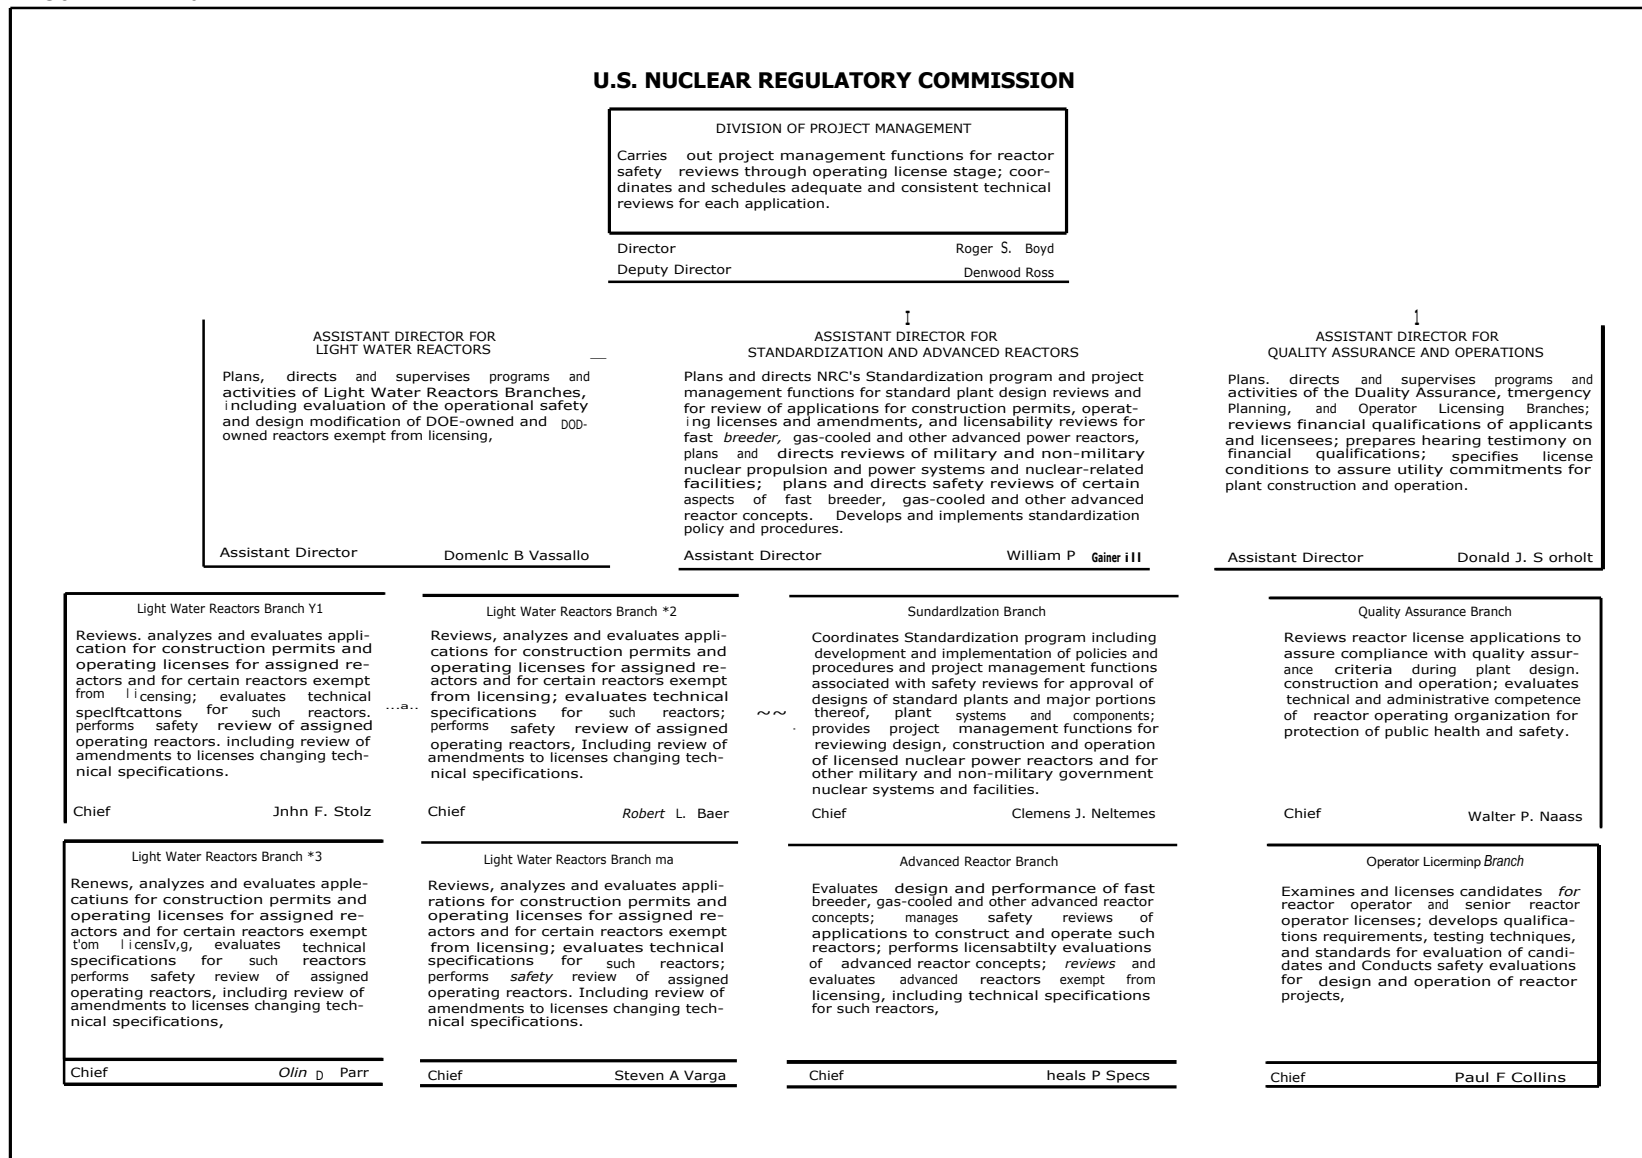 U.S. NUCLEAR REGULATORY COMMISSION
DIVISION OF PROJECT MANAGEMENT
Carries out project management functions for reactor
safety reviews through operating license stage; coor-
dinates and schedules adequate and consistent technical
reviews for each application.
Director Roger S. Boyd
Deputy Director Denwood Ross
ASSISTANT DIRECTOR FOR
LIGHT WATER REACTORS
Plans, directs and supervises programs and
activities of Light Water Reactors Branches,
including evaluation of the operational safety
and design modification of DOE-owned and DOD-
owned reactors exempt from licensing,
Assistant Director Domenlc B Vassallo
I
ASSISTANT DIRECTOR FOR
STANDARDIZATION AND ADVANCED REACTORS
Plans and directs NRC's Standardization program and project
management functions for standard plant design reviews and
for review of applications for construction permits, operat-
ing licenses and amendments, and licensability reviews for
fast breeder, gas-cooled and other advanced power reactors,
plans and directs reviews of military and non-military
nuclear propulsion and power systems and nuclear-related
facilities; plans and directs safety reviews of certain
aspects of fast breeder, gas-cooled and other advanced
reactor concepts. Develops and implements standardization
policy and procedures.
Assistant Director William P Gainer ill
1
ASSISTANT DIRECTOR FOR
QUALITY ASSURANCE AND OPERATIONS
Plans. directs and supervises programs and
activities of the Duality Assurance, tmergency
Planning, and Operator Licensing Branches;
reviews financial qualifications of applicants
and licensees; prepares hearing testimony on
financial qualifications; specifies license
conditions to assure utility commitments for
plant construction and operation.
Assistant Director Donald J. S orholt
Light Water Reactors Branch Y1
Reviews. analyzes and evaluates appli-
cation for construction permits and
operating licenses for assigned re-
actors and for certain reactors exempt
from licensing; evaluates technical
speclftcattons for such reactors.
performs safety review of assigned
operating reactors. including review of
amendments to licenses changing tech-
nical specifications.
Chief Jnhn F. Stolz
...a..
Light Water Reactors Branch *2
Reviews, analyzes and evaluates appli-
cations for construction permits and
operating licenses for assigned re-
actors and for certain reactors exempt
from licensing; evaluates technical
specifications for such reactors;
performs safety review of assigned
operating reactors, Including review of
amendments to licenses changing tech-
nical specifications.
Chief Robert L. Baer
~~
Sundardlzation Branch
Coordinates Standardization program including
development and implementation of policies and
procedures and project management functions
associated with safety reviews for approval of
designs of standard plants and major portions
thereof, plant systems and components;
provides project management functions for
reviewing design, construction and operation
of licensed nuclear power reactors and for
other military and non-military government
nuclear systems and facilities.
Chief Clemens J. Neltemes
Quality Assurance Branch
Reviews reactor license applications to
assure compliance with quality assur-
ance criteria during plant design.
construction and operation; evaluates
technical and administrative competence
of reactor operating organization for
protection of public health and safety.
Chief Walter P. Naass
Light Water Reactors Branch *3
Renews, analyzes and evaluates apple-
catiuns for construction permits and
operating licenses for assigned re-
actors and for certain reactors exempt
t'om licensIv,g, evaluates technical
specifications for such reactors
performs safety review of assigned
operating reactors, includirg review of
amendments to licenses changing tech-
nical specifications,
Chief Olin D Parr
Light Water Reactors Branch ma
Reviews, analyzes and evaluates appli-
rations for construction permits and
operating licenses for assigned re-
actors and for certain reactors exempt
from licensing; evaluates technical
specifications for such reactors;
performs safety review of assigned
operating reactors. Including review of
amendments to licenses changing tech-
nical specifications.
Chief Steven A Varga
Advanced Reactor Branch
Evaluates design and performance of fast
breeder, gas-cooled and other advanced reactor
concepts; manages safety reviews of
applications to construct and operate such
reactors; performs licensabtilty evaluations
of advanced reactor concepts; reviews and
evaluates advanced reactors exempt from
licensing, including technical specifications
for such reactors,
Chief heals P Specs
Operator Licerminp Branch
Examines and licenses candidates for
reactor operator and senior reactor
operator licenses; develops qualifica-
tions requirements, testing techniques,
and standards for evaluation of candi-
dates and Conducts safety evaluations
for design and operation of reactor
projects,
Chief Paul F Collins